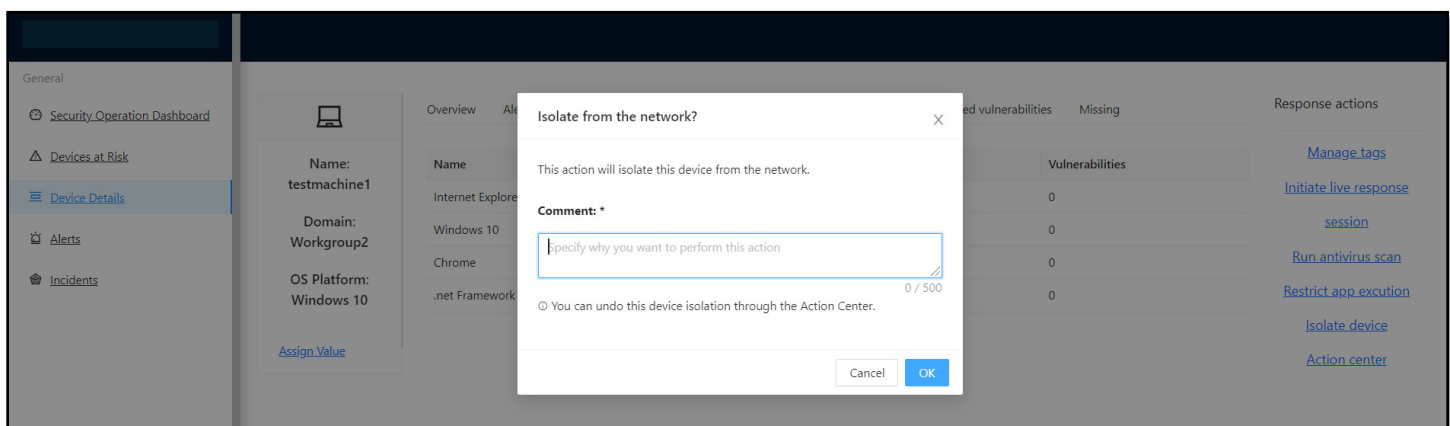 General
Security Operation Dashboard
Devices at Risk
Device Details
Alerts
Incidents
Name:
testmachine1
Domain:
Workgroup2
OS Platform:
Windows 10
Assign Value
Overview
Name
Internet Explore
Windows 10
Chrome
.net Framework
Isolate from the network?
X
This action will isolate this device from the network.
Comment: *
Specify why you want to perform this action
0 / 500
You can undo this device isolation through the Action Center.
Cancel
OK
vulnerabilities
Missing
Vulnerabilities
0
0
0
0
Response actions
Manage tags
Initiate live response
session
Run antivirus scan
Restrict app excution
Isolate device
Action center